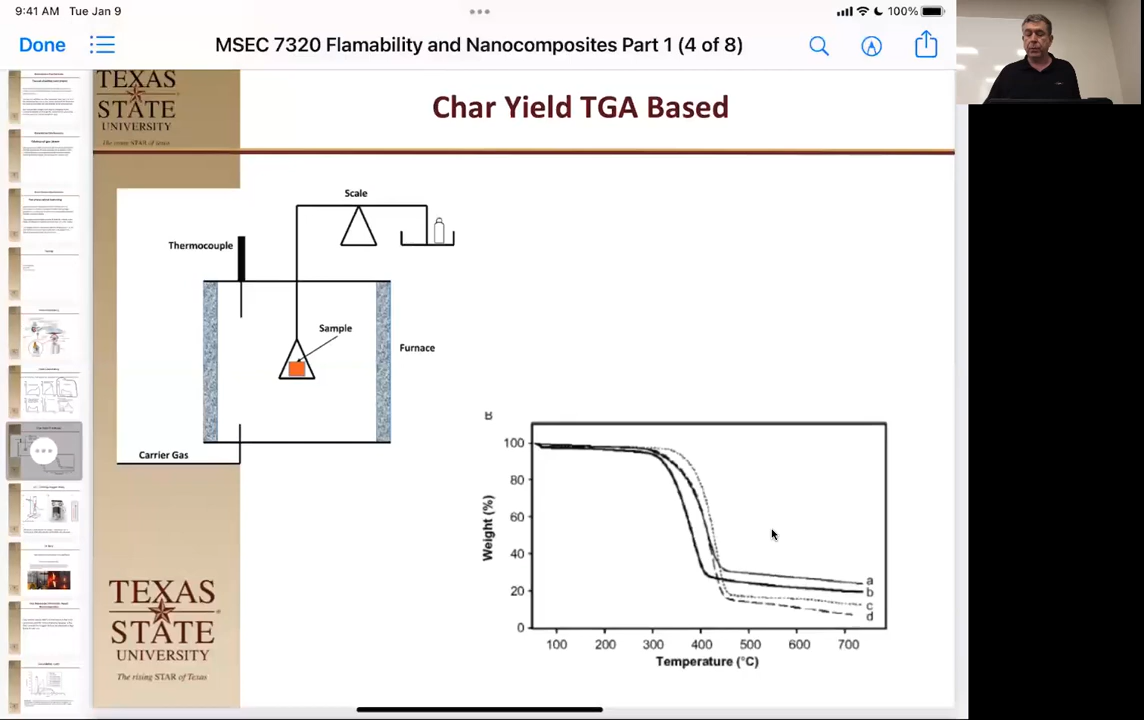 9:41 AM Tue Jan 9
100%
Done
MSEC 7320 Flamability and Nanocomposites Part 1 (4 of 8)
TEXAS
STATE
UNIVERSITY
The rising STAR of Texas
Char Yield TGA Based
Scale
Thermocouple
Sample
Furnace
Carrier Gas
B
100
80
60
40
20
0
Weight (%)
a
b
c
d
100 200 300 400 500 600 700
Temperature (°C)
TEXAS
STATE
UNIVERSITY
The rising STAR of Texas